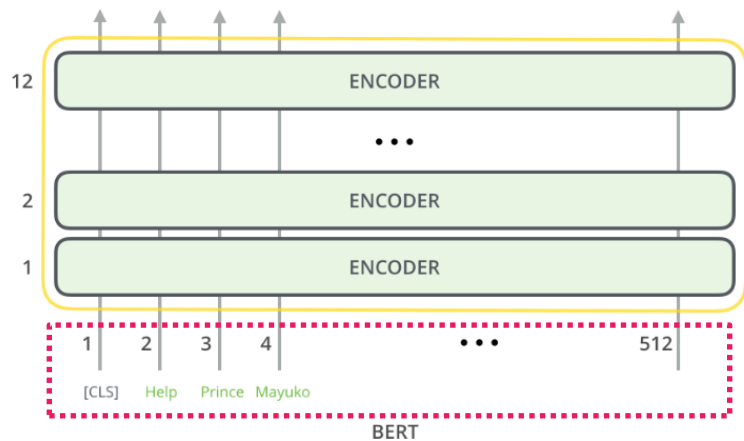 12 ENCODER
•••
2 ENCODER
1 ENCODER
1 2 3 4 ••• 512
[CLS] Help Prince Mayuko
BERT